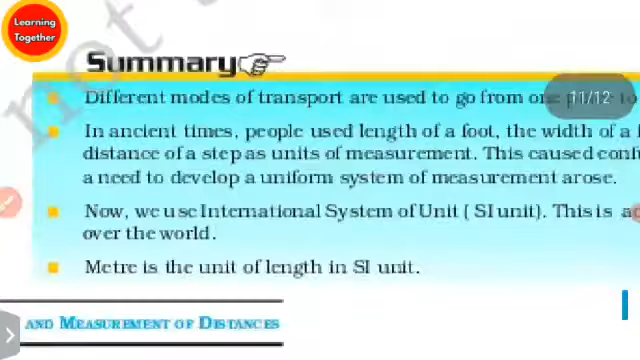 Learning
Together
not
Summary
Different modes of transport are used to go from one
11/12
In ancient times, people used length of a foot, the width of a
distance of a step as units of measurement. This caused
a need to develop a uniform system of measurement arose.
Now, we use International System of Unit ( SI unit). This is
over the world.
Metre is the unit of length in SI unit.
AND MEASUREMENT OF DISTANCES